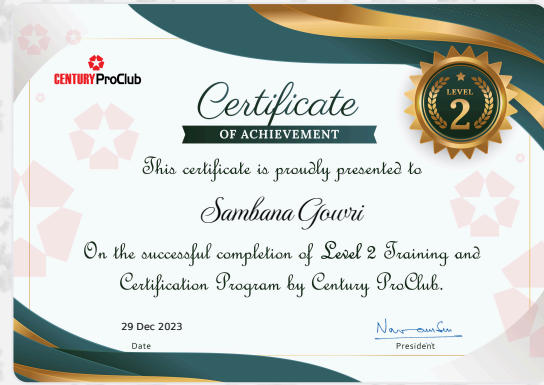 CENTURY ProClub
Certificate
OF ACHIEVEMENT
LEVEL
2
This certificate is proudly presented to
Sambana Gowri
On the successful completion of Level 2 Training and
Certification Program by Century ProClub.
29 Dec 2023
Date
President